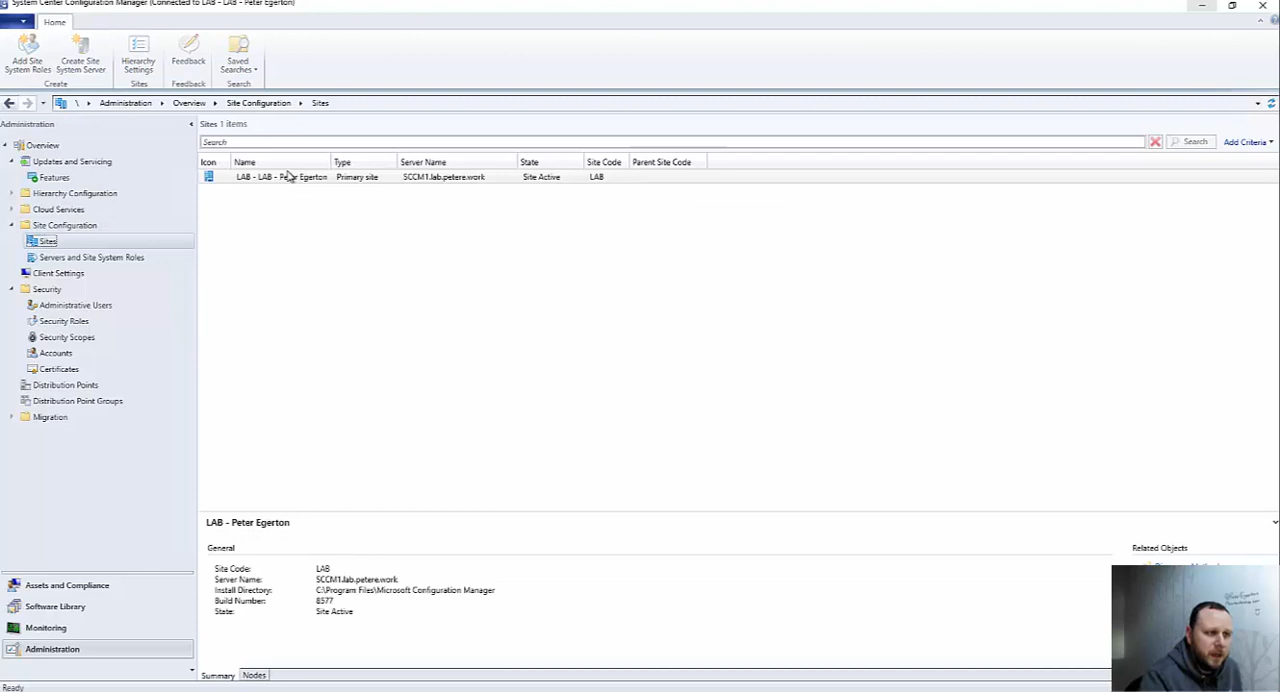 System Center Configuration Manager (Connected to LAB - LAB - Peter Egerton)
Home
Add Site System Roles
Create Site System Server
Hierarchy Settings
Feedback
Saved Searches
Create
Sites
Feedback
Search
\ Administration Overview Site Configuration Sites
Administration
Overview
Updates and Servicing
Features
Hierarchy Configuration
Cloud Services
Site Configuration
Sites
Servers and Site System Roles
Client Settings
Security
Administrative Users
Security Roles
Security Scopes
Accounts
Certificates
Distribution Points
Distribution Point Groups
Migration
Assets and Compliance
Software Library
Monitoring
Administration
Ready
Sites 1 items
Search
Search
Add Criteria
Icon Name Type Server Name State Site Code Parent Site Code
LAB - LAB - Peter Egerton Primary site SCCM1.lab.petere.work Site Active LAB
LAB - Peter Egerton
General
Related Objects
Site Code: LAB
Server Name: SCCM1.lab.petere.work
Install Directory: C:\Program Files\Microsoft Configuration Manager
Build Number: 8577
State: Site Active
Summary Nodes